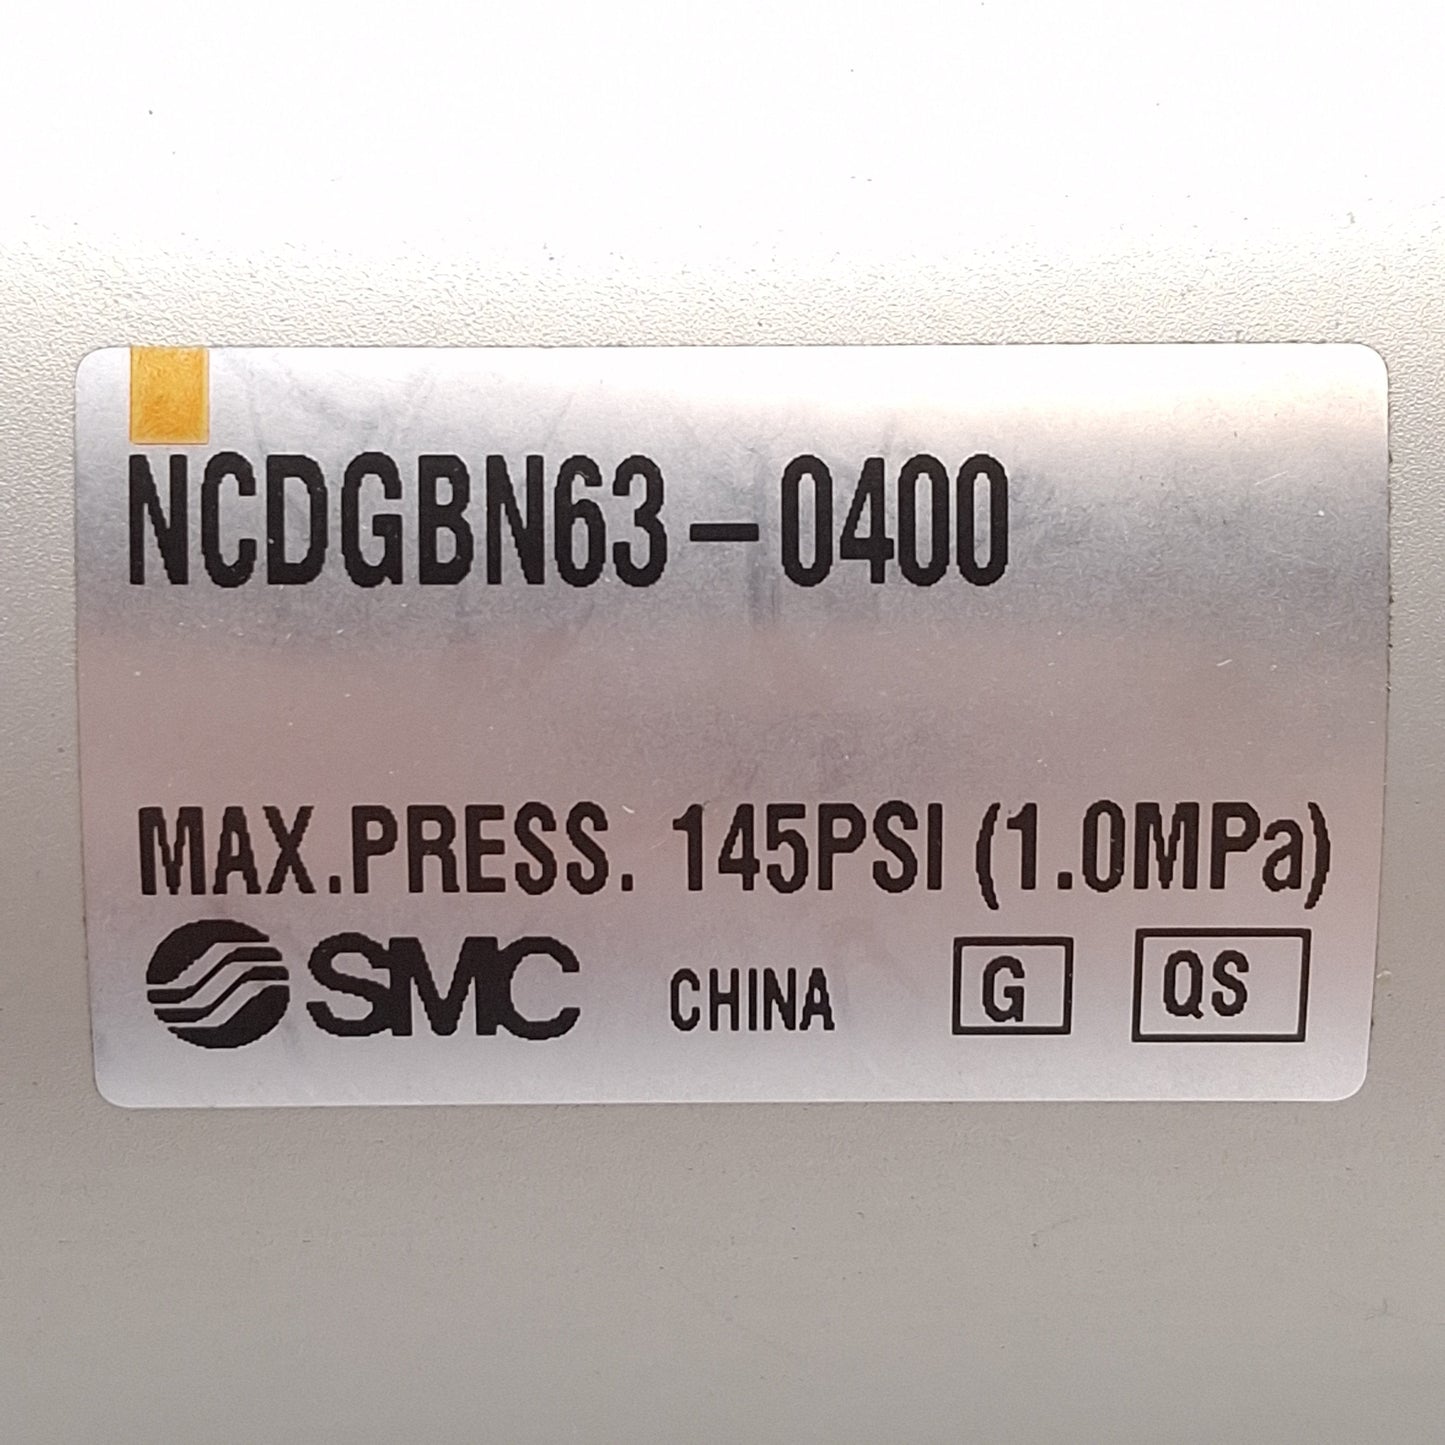 NCDGBN63-0400
MAX.PRESS. 145PSI (1.0MPa)
SMC CHINA G QS